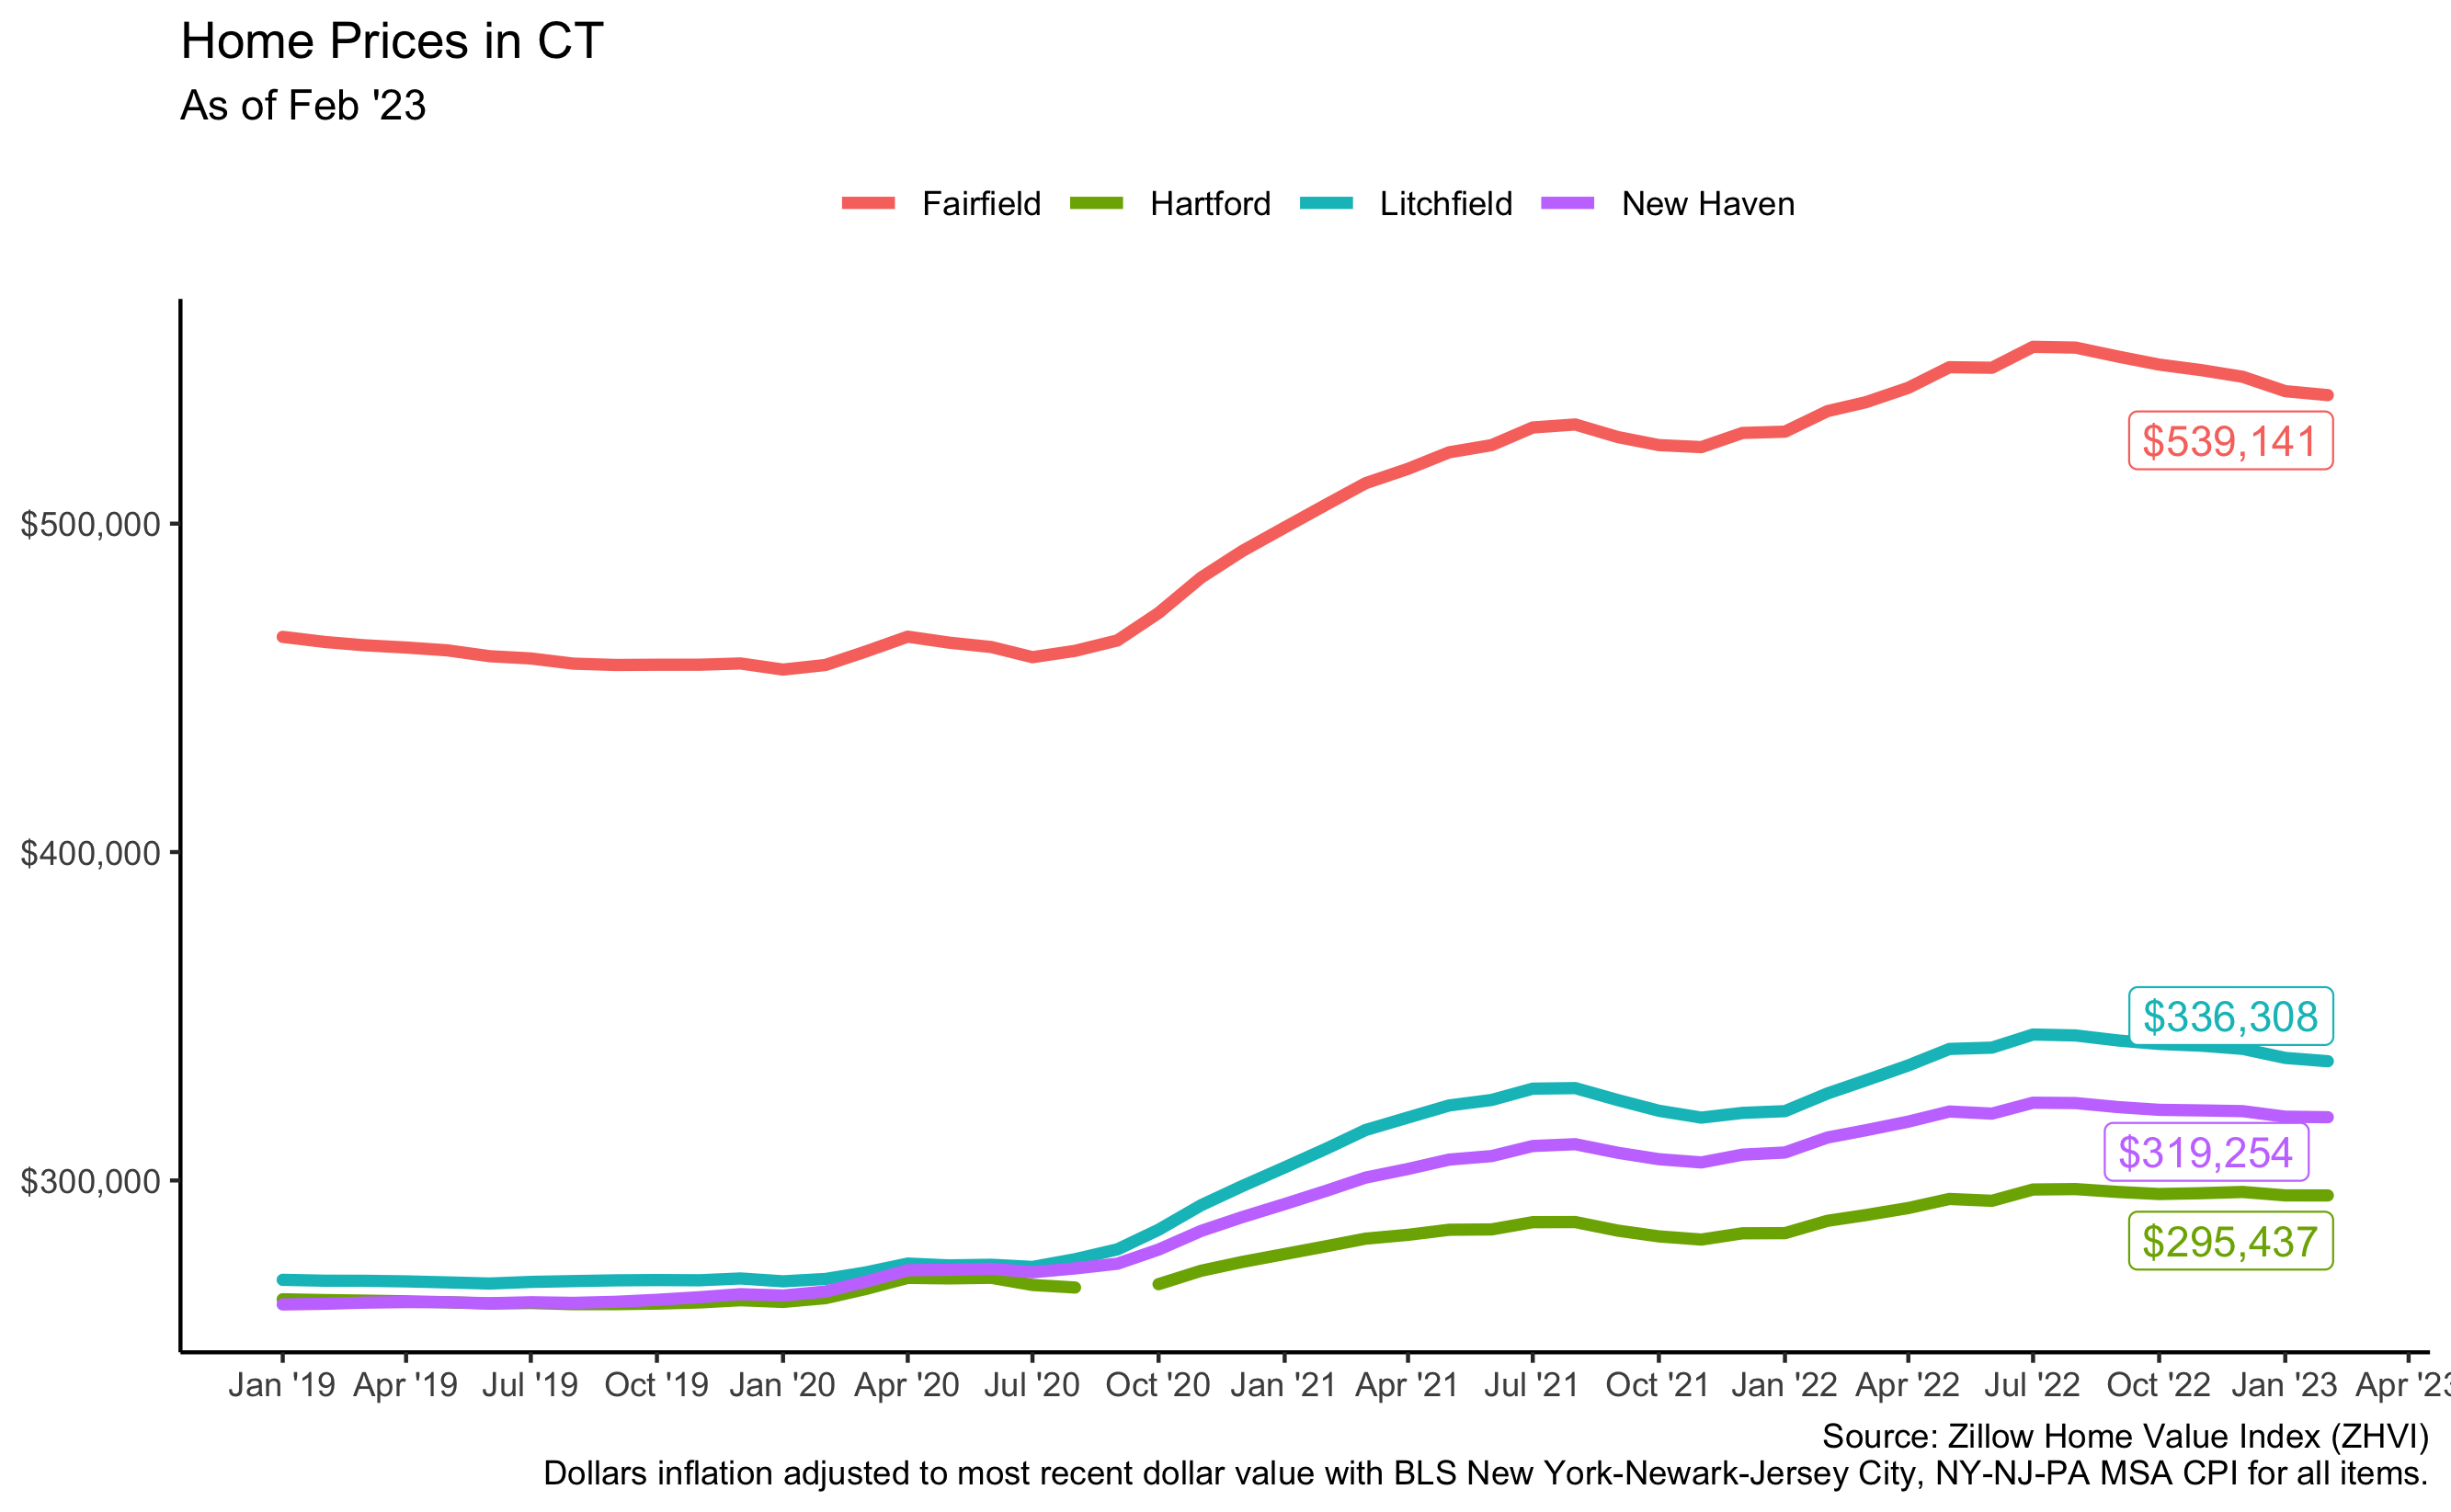 Home Prices in CT
As of Feb '23
Fairfield Hartford Litchfield New Haven
$500,000
$400,000
$300,000
$539,141
$336,308
$319,254
$295,437
Jan '19 Apr '19 Jul '19 Oct '19 Jan '20 Apr '20 Jul '20 Oct '20 Jan '21 Apr '21 Jul '21 Oct '21 Jan '22 Apr '22 Jul '22 Oct '22 Jan '23 Apr '23
Source: Zillow Home Value Index (ZHVI)
Dollars inflation adjusted to most recent dollar value with BLS New York-Newark-Jersey City, NY-NJ-PA MSA CPI for all items.